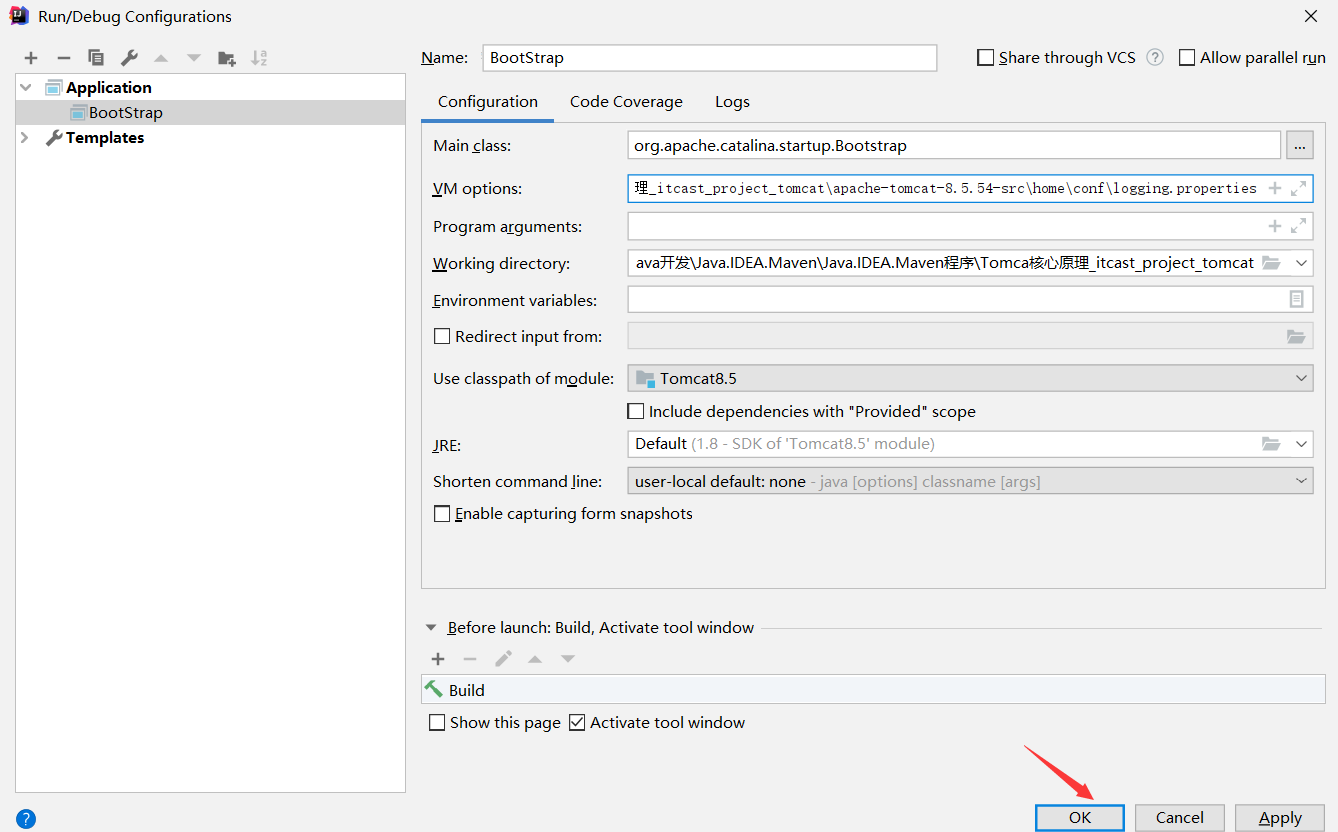 Run/Debug Configurations
Application
BootStrap
Templates
Name: BootStrap
Share through VCS ? Allow parallel run
Configuration Code Coverage Logs
Main class: org.apache.catalina.startup.Bootstrap ...
VM options: 理_itcast_project_tomcat\apache-tomcat-8.5.54-src\home\conf\logging.properties
Program arguments:
Working directory: ava开发\Java.IDEA.Maven\Java.IDEA.Maven程序\Tomca核心原理_itcast_project_tomcat
Environment variables:
Redirect input from:
Use classpath of module: Tomcat8.5
Include dependencies with "Provided" scope
JRE: Default (1.8 - SDK of 'Tomcat8.5' module)
Shorten command line: user-local default: none - java [options] classname [args]
Enable capturing form snapshots
Before launch: Build, Activate tool window
Build
Show this page Activate tool window
? OK Cancel Apply